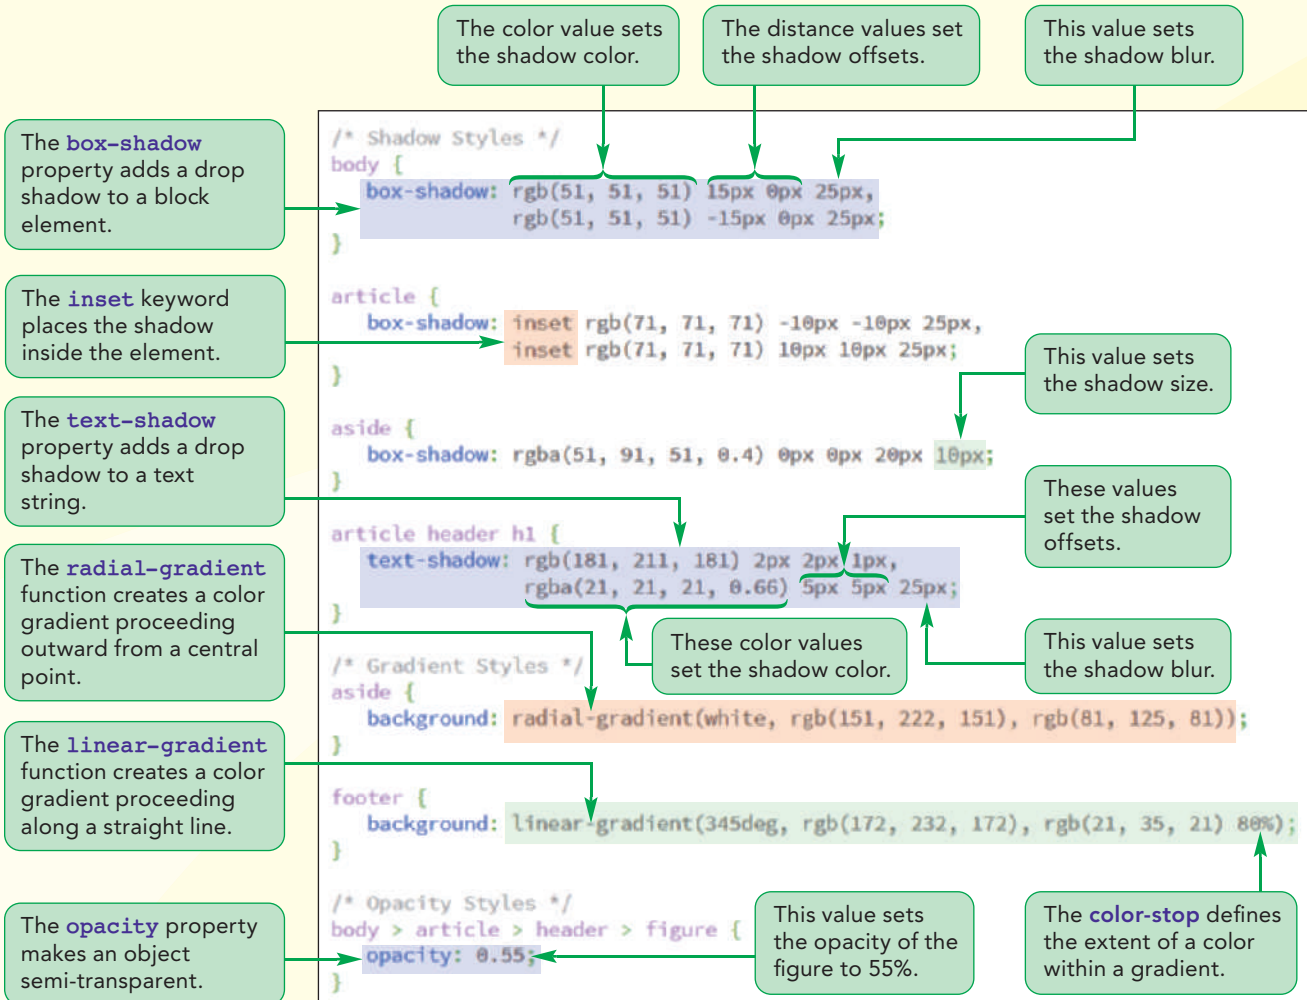 The color value sets
the shadow color.
The distance values set
the shadow offsets.
This value sets
the shadow blur.
The box-shadow
property adds a drop
shadow to a block
element.
The inset keyword
places the shadow
inside the element.
The text-shadow
property adds a drop
shadow to a text
string.
The radial-gradient
function creates a color
gradient proceeding
outward from a central
point.
The linear-gradient
function creates a color
gradient proceeding
along a straight line.
The opacity property
makes an object
semi-transparent.
/* Shadow Styles */
body {
box-shadow: rgb(51, 51, 51) 15px 0px 25px,
rgb(51, 51, 51) -15px 0px 25px;
}
article {
box-shadow: inset rgb(71, 71, 71) -10px -10px 25px,
inset rgb(71, 71, 71) 10px 10px 25px;
}
aside {
box-shadow: rgba(51, 91, 51, 0.4) 0px 0px 20px 10px;
}
article header h1 {
text-shadow: rgb(181, 211, 181) 2px 2px 1px,
rgba(21, 21, 21, 0.66) 5px 5px 25px;
}
/* Gradient Styles */
aside {
background: radial-gradient(white, rgb(151, 222, 151), rgb(81, 125, 81));
}
footer {
background: linear-gradient(345deg, rgb(172, 232, 172), rgb(21, 35, 21) 80%);
}
/* Opacity Styles */
body > article > header > figure {
opacity: 0.55;
}
This value sets
the shadow size.
These values
set the shadow
offsets.
These color values
set the shadow color.
This value sets
the shadow blur.
This value sets
the opacity of the
figure to 55%.
The color-stop defines
the extent of a color
within a gradient.